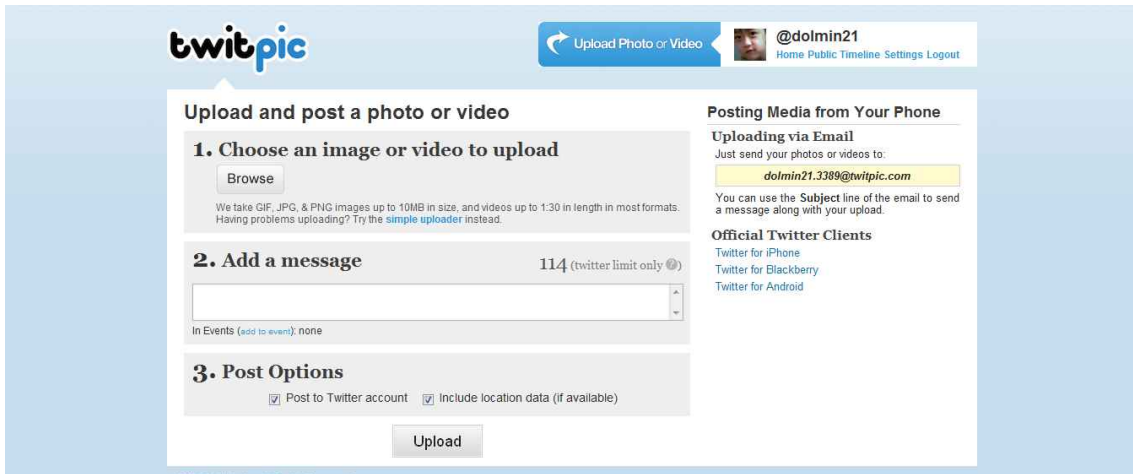 twitpic
Upload Photo or Video
@dolmin21
Home Public Timeline Settings Logout
Upload and post a photo or video
1. Choose an image or video to upload
Browse
We take GIF, JPG, & PNG images up to 10MB in size, and videos up to 1:30 in length in most formats.
Having problems uploading? Try the simple uploader instead.
2. Add a message
114 (twitter limit only ?)
In Events (add to event): none
3. Post Options
Post to Twitter account
Include location data (if available)
Upload
Posting Media from Your Phone
Uploading via Email
Just send your photos or videos to:
dolmin21.3389@twitpic.com
You can use the Subject line of the email to send
a message along with your upload.
Official Twitter Clients
Twitter for iPhone
Twitter for Blackberry
Twitter for Android